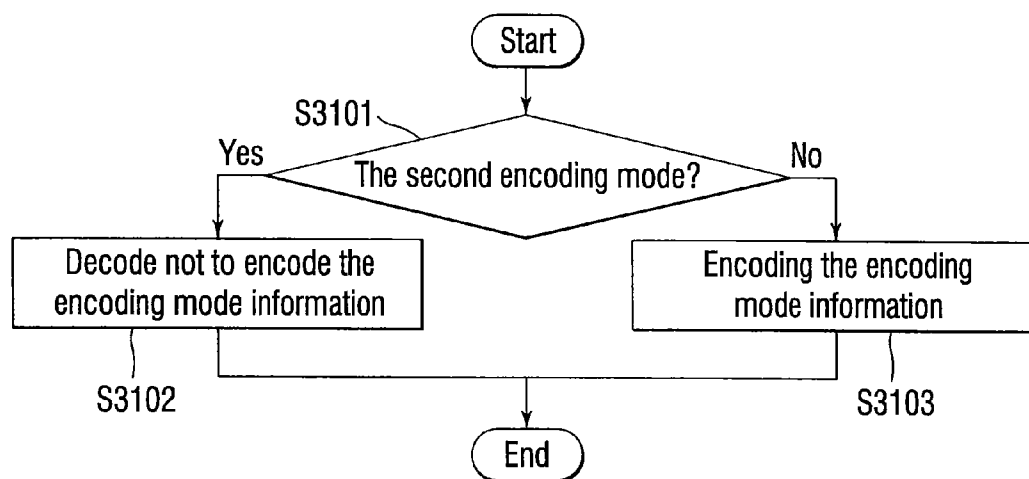 Start
S3101
Yes
The second encoding mode?
No
Decode not to encode the
encoding mode information
Encoding the encoding
mode information
S3102
S3103
End